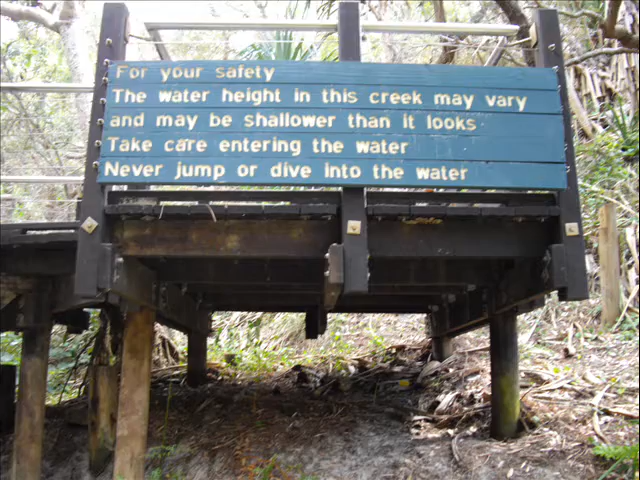 For your safety
The water height in this creek may vary
and may be shallower than it looks
Take care entering the water
Never jump or dive into the water